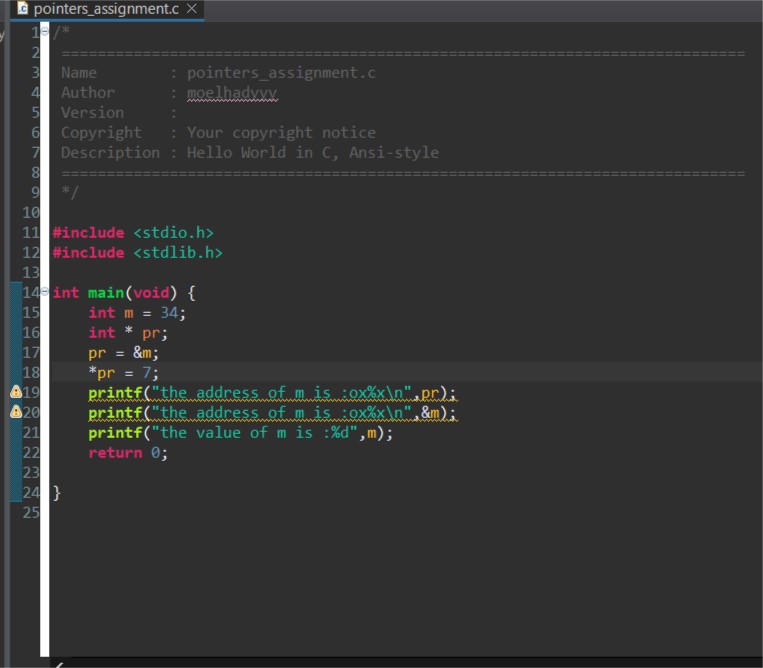 pointers_assignment.c
1 /*
2 ============================================================================
3 Name        : pointers_assignment.c
4 Author      : moelhadyyy
5 Version     :
6 Copyright   : Your copyright notice
7 Description : Hello World in C, Ansi-style
8 ============================================================================
9 */
10
11 #include <stdio.h>
12 #include <stdlib.h>
13
14 int main(void) {
15     int m = 34;
16     int * pr;
17     pr = &m;
18     *pr = 7;
19     printf("the address of m is :ox%x\n",pr);
20     printf("the address of m is :ox%x\n",&m);
21     printf("the value of m is :%d",m);
22     return 0;
23
24 }
25